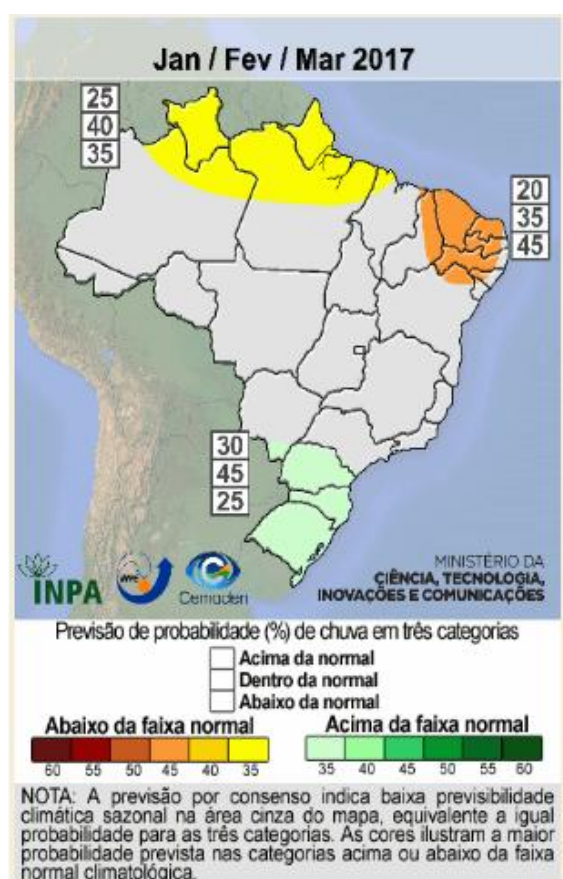 Jan / Fev / Mar 2017
25
40
35
20
35
45
30
45
25
INPA
INPE
Cemaden
MINISTÉRIO DA
CIÊNCIA, TECNOLOGIA,
INOVAÇÕES E COMUNICAÇÕES
Previsão de probabilidade (%) de chuva em três categorias
Acima da normal
Dentro da normal
Abaixo da normal
Abaixo da faixa normal
Acima da faixa normal
60 55 50 45 40 35
35 40 45 50 55 60
NOTA: A previsão por consenso indica baixa previsibilidade
climática sazonal na área cinza do mapa, equivalente a igual
probabilidade para as três categorias. As cores ilustram a maior
probabilidade prevista nas categorias acima ou abaixo da faixa
normal climatológica.